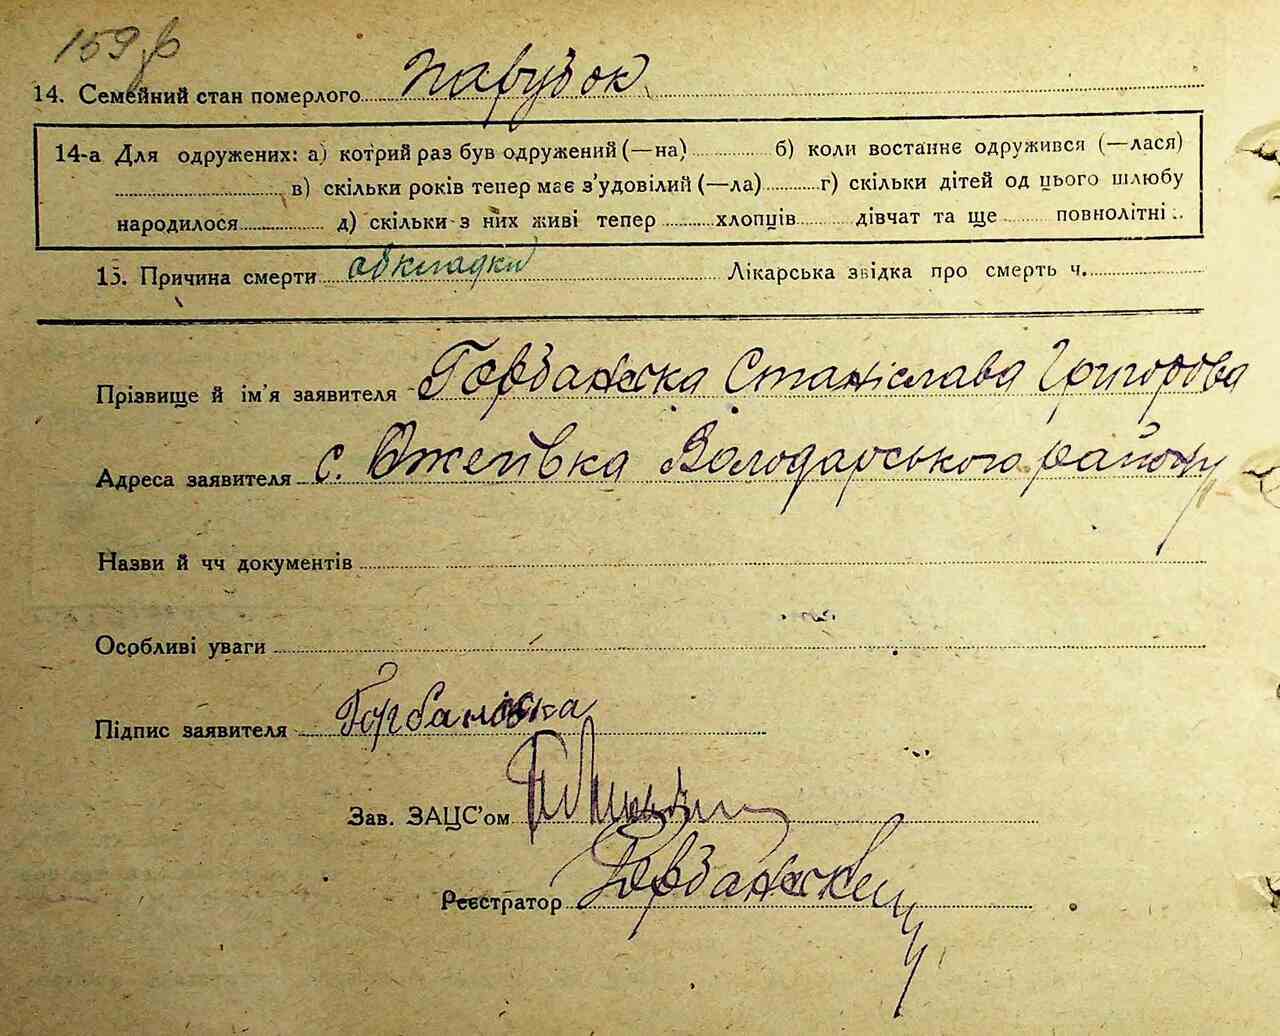 159
14. Семейний стан померлого парубок
14-а Для одружених: а) котрий раз був одружений (—на) б) коли востаннє одружився (—лася)
в) скільки років тепер має з'удовілий (—ла) г) скільки дітей од цього шлюбу
народилося д) скільки з них живі тепер хлопців дівчат та ще повнолітні
15. Причина смерти обкладки Лікарська звідка про смерть ч.
Прізвище й ім'я заявителя Горбанська Станіслава Григорова
Адреса заявителя с. Ожегівка Володарського району
Назви й чч документів
Особливі уваги
Підпис заявителя Горбанівска
Зав. ЗАЦС'ом
Реєстратор